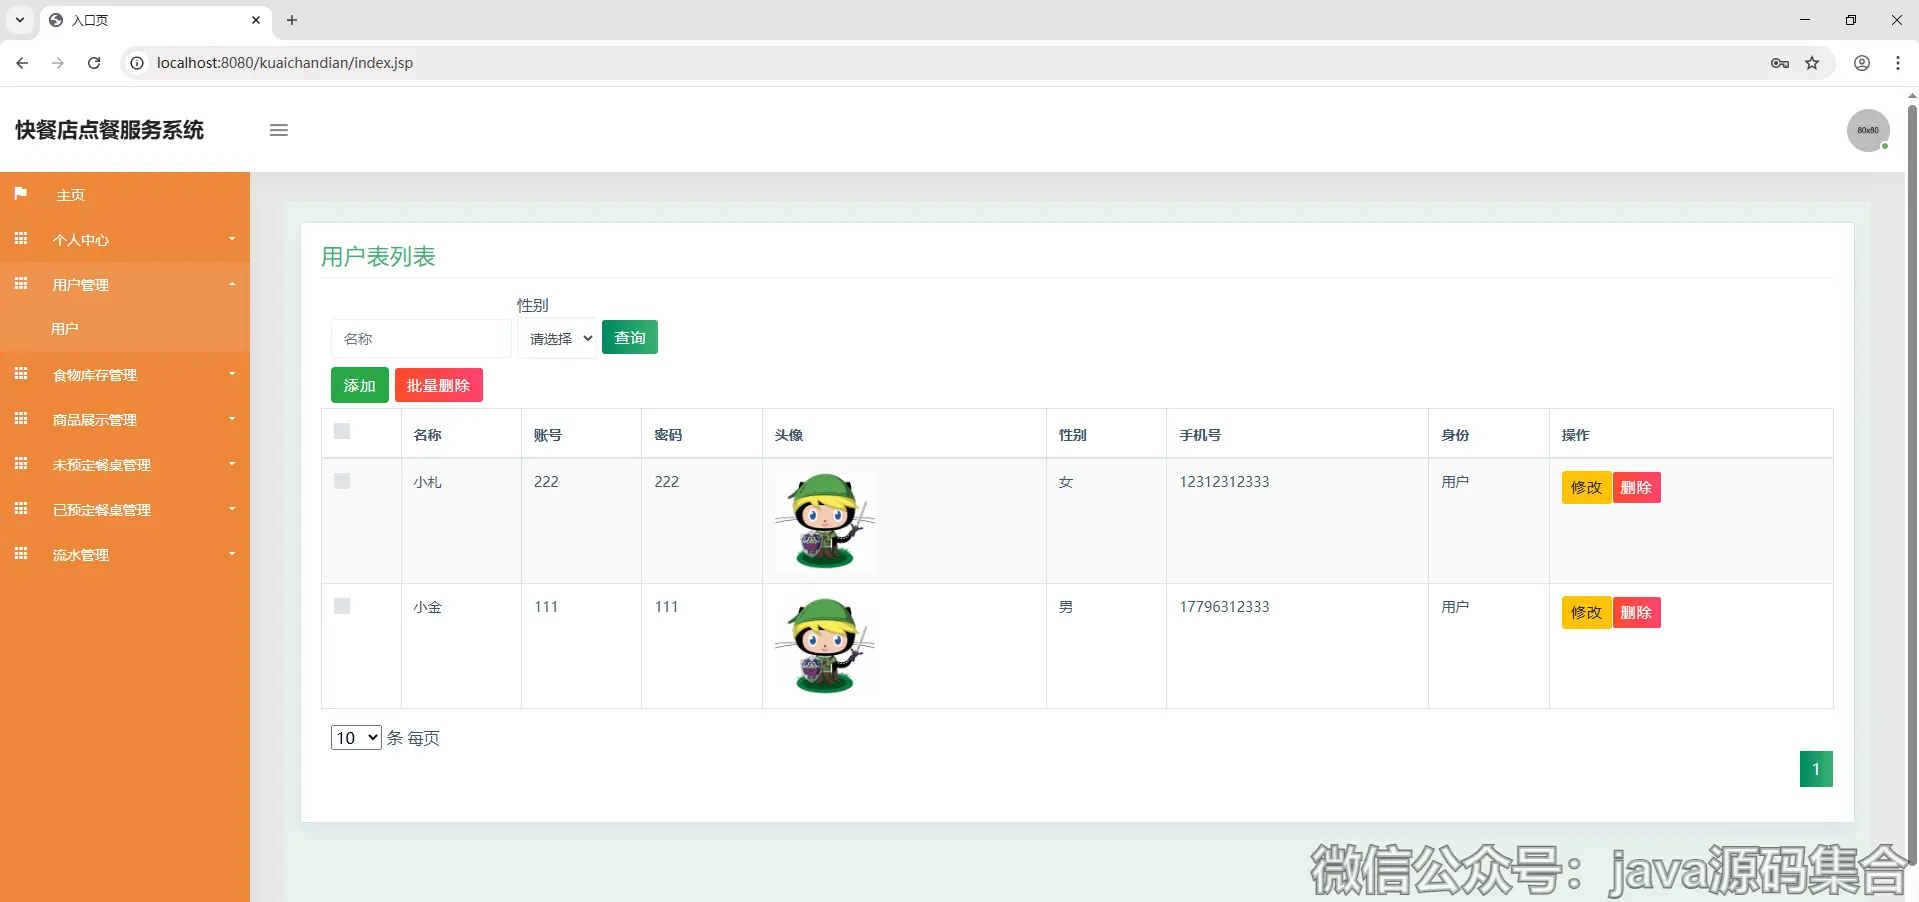 入口页
localhost:8080/kuaichandian/index.jsp
快餐店点餐服务系统
80x80
主页
个人中心
用户管理
用户
食物库存管理
商品展示管理
未预定餐桌管理
已预定餐桌管理
流水管理
用户表列表
性别
名称 请选择 查询
添加 批量删除
名称 账号 密码 头像 性别 手机号 身份 操作
小札 222 222 女 12312312333 用户 修改 删除
小金 111 111 男 17796312333 用户 修改 删除
10 条 每页
1
微信公众号：java源码集合